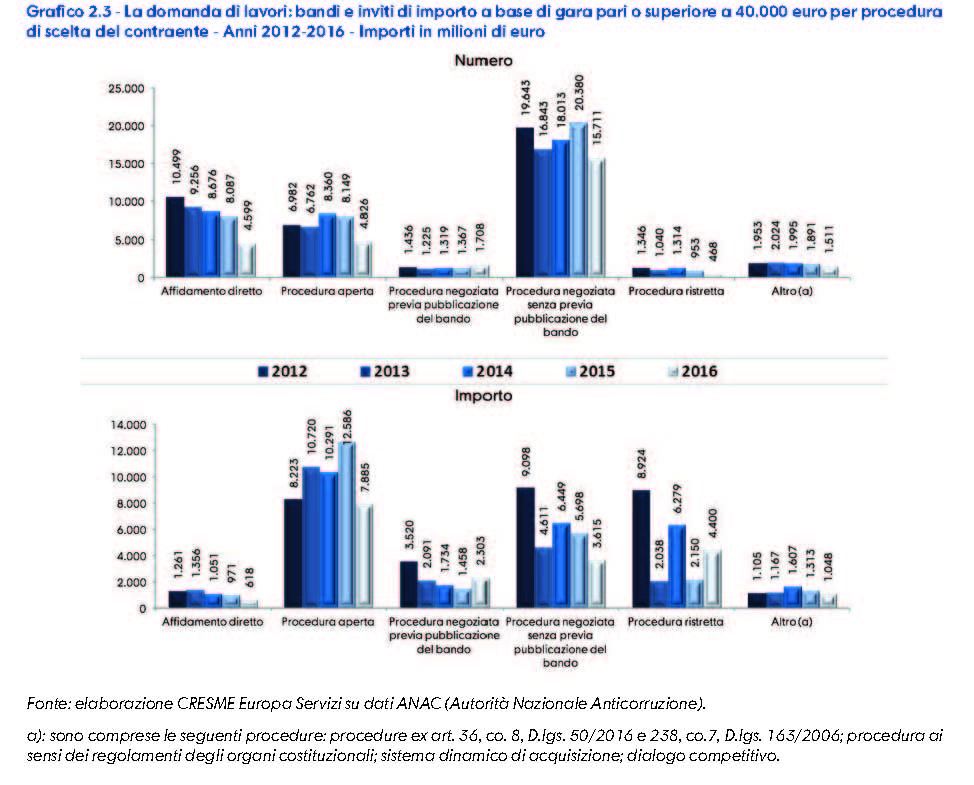 Grafico 2.3 - La domanda di lavori: bandi e inviti di importo a base di gara pari o superiore a 40.000 euro per procedura
di scelta del contraente - Anni 2012-2016 - Importi in milioni di euro
Numero
25.000
20.000
15.000
10.000
5.000
0
10.499 9.256 8.676 8.087 4.599
6.982 6.762 8.360 8.149 4.826
1.436 1.225 1.319 1.367 1.708
19.643 16.843 18.013 20.380 15.711
1.346 1.040 1.314 953 468
1.953 2.024 1.995 1.891 1.511
Affidamento diretto
Procedura aperta
Procedura negoziata
previa pubblicazione
del bando
Procedura negoziata
senza previa
pubblicazione del
bando
Procedura ristretta
Altro (a)
2012 2013 2014 2015 2016
Importo
14.000
12.000
10.000
8.000
6.000
4.000
2.000
0
1.261 1.356 1.051 971 618
8.223 10.720 10.291 12.586 7.885
3.520 2.091 1.734 1.458 2.303
9.098 4.611 6.449 5.698 3.615
8.924 2.038 6.279 2.150 4.400
1.105 1.167 1.607 1.313 1.048
Affidamento diretto
Procedura aperta
Procedura negoziata
previa pubblicazione
del bando
Procedura negoziata
senza previa
pubblicazione del
bando
Procedura ristretta
Altro (a)
Fonte: elaborazione CRESME Europa Servizi su dati ANAC (Autorità Nazionale Anticorruzione).
a): sono comprese le seguenti procedure: procedure ex art. 36, co. 8, D.lgs. 50/2016 e 238, co.7, D.lgs. 163/2006; procedura ai
sensi dei regolamenti degli organi costituzionali; sistema dinamico di acquisizione; dialogo competitivo.